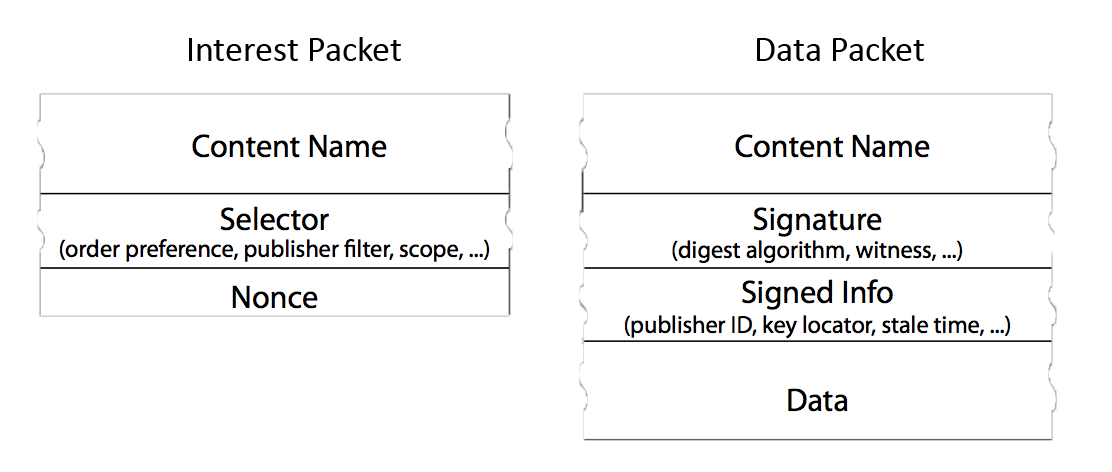 Interest Packet
Content Name
Selector
(order preference, publisher filter, scope, ...)
Nonce
Data Packet
Content Name
Signature
(digest algorithm, witness, ...)
Signed Info
(publisher ID, key locator, stale time, ...)
Data